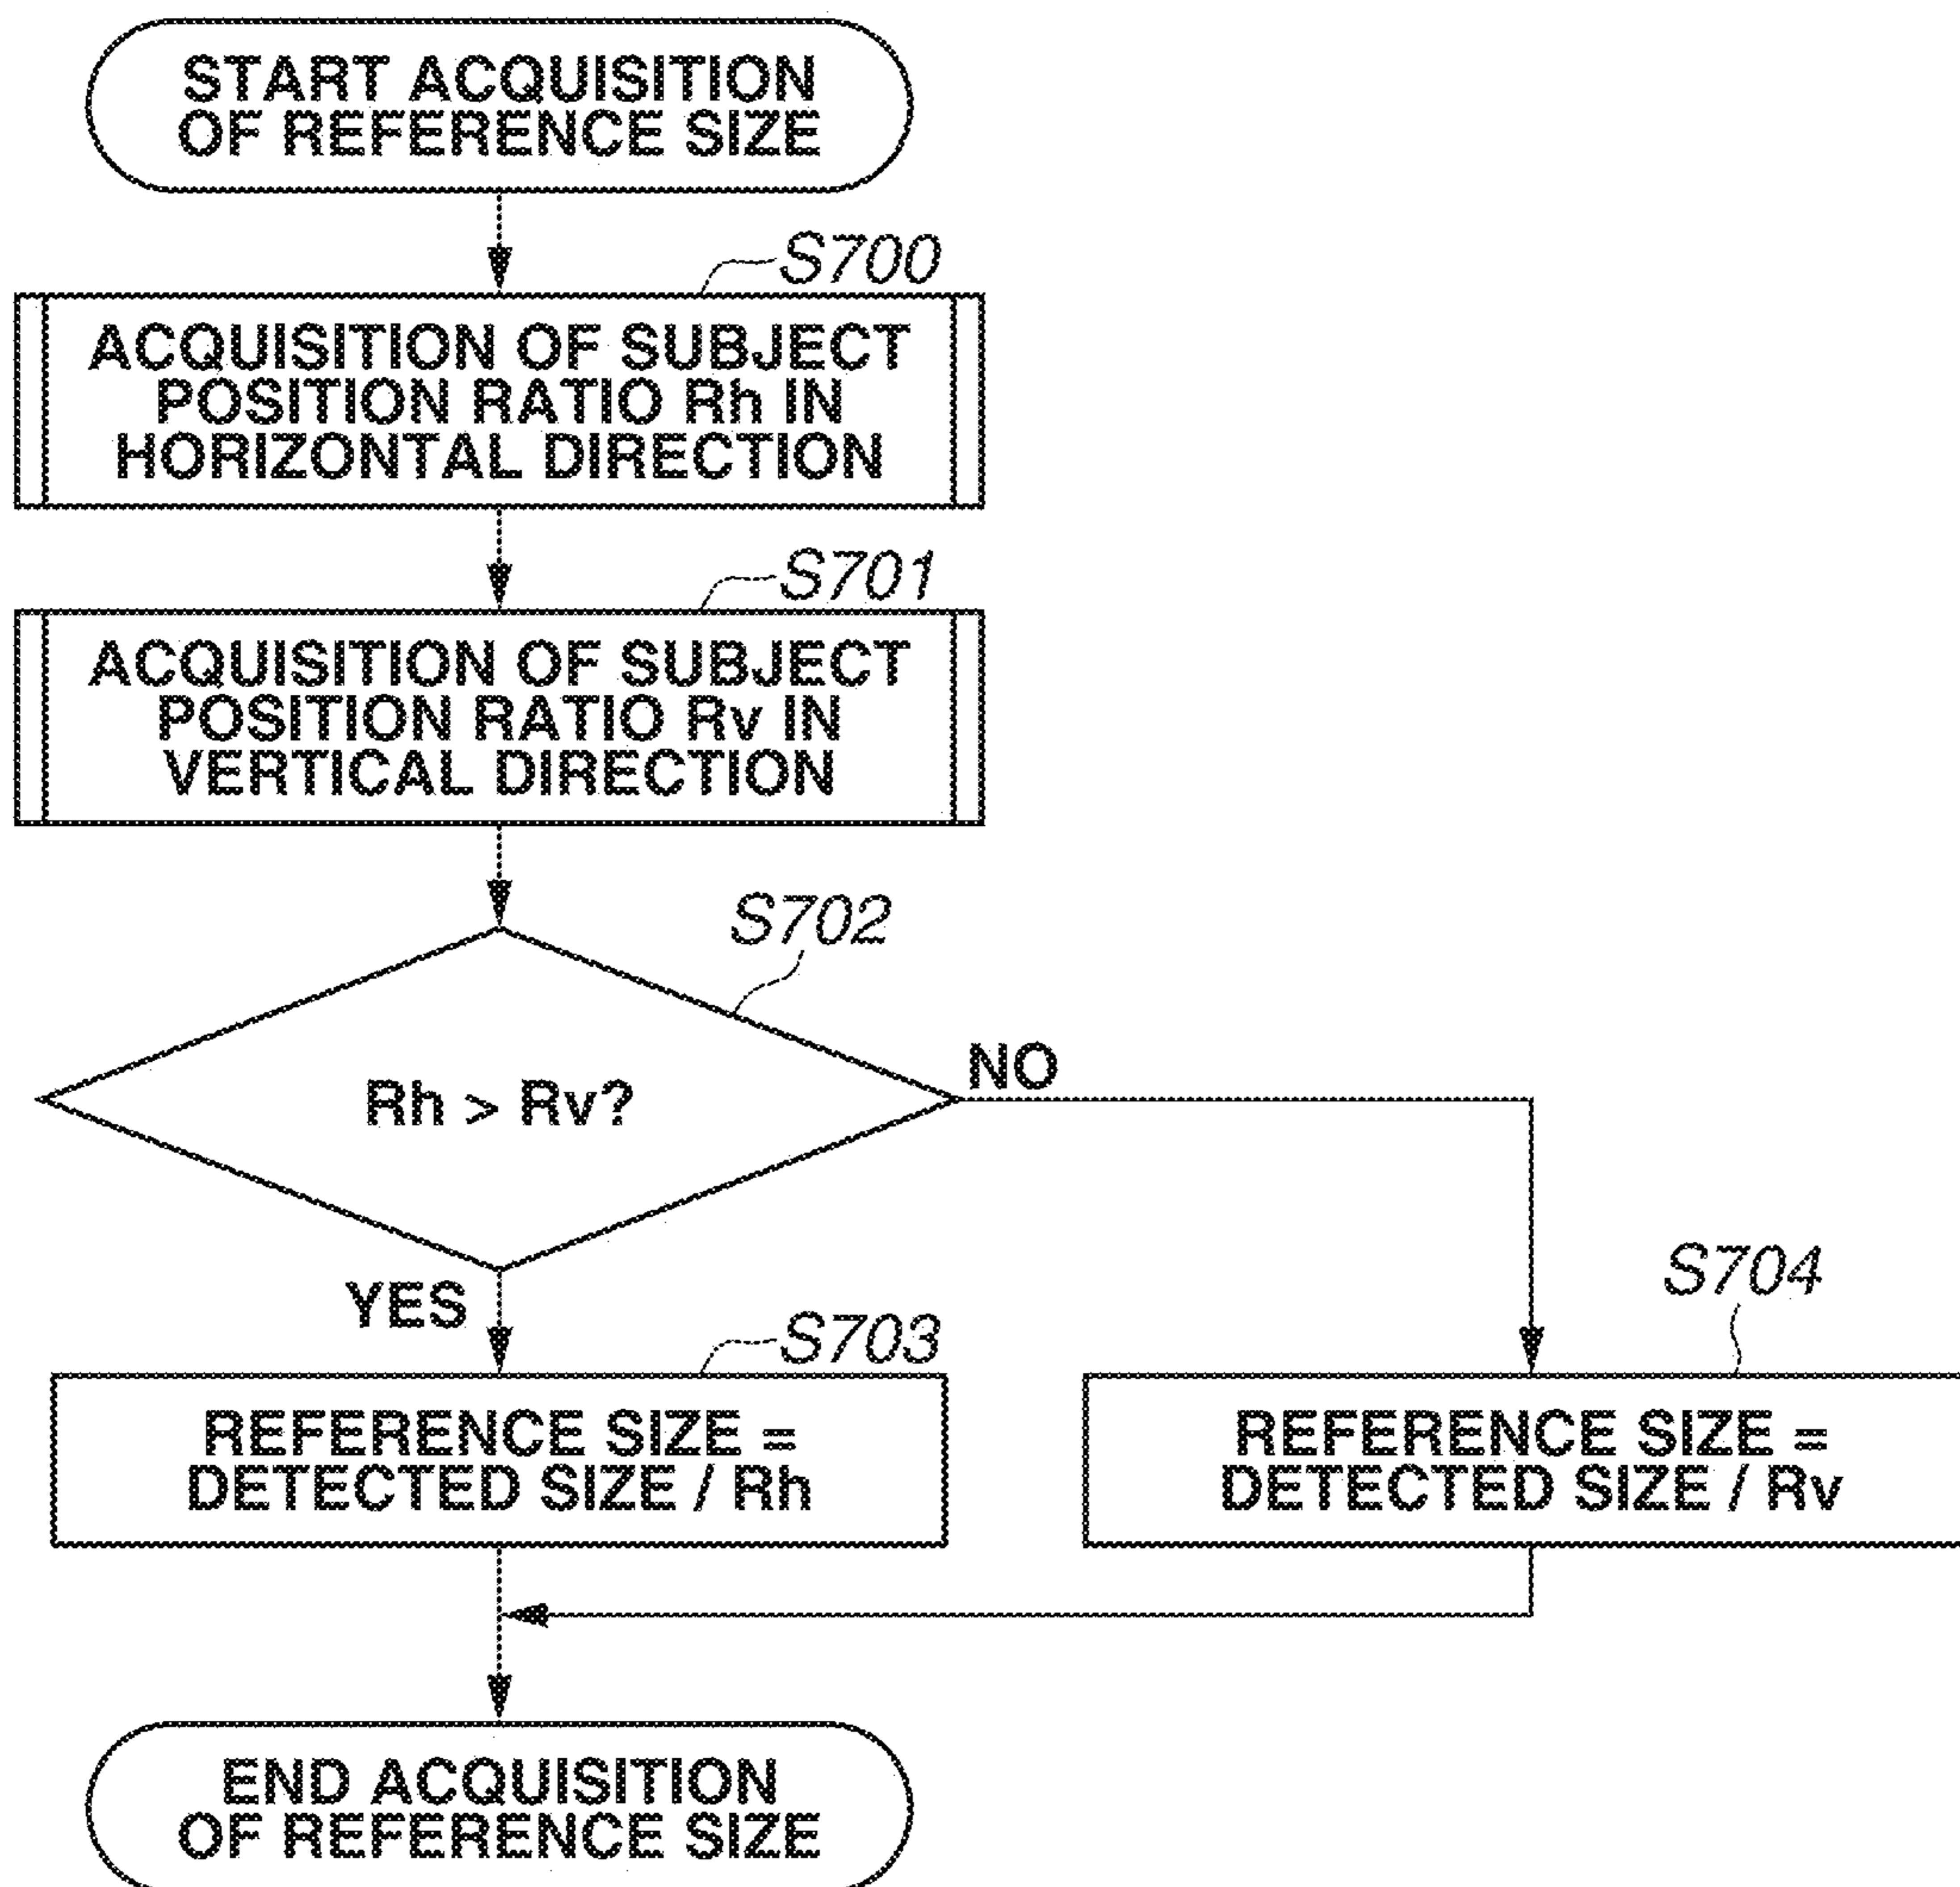 START ACQUISITION
OF REFERENCE SIZE
S700
ACQUISITION OF SUBJECT
POSITION RATIO Rh IN
HORIZONTAL DIRECTION
S701
ACQUISITION OF SUBJECT
POSITION RATIO Rv IN
VERTICAL DIRECTION
S702
Rh > Rv?
NO
YES
S703
REFERENCE SIZE =
DETECTED SIZE / Rh
S704
REFERENCE SIZE =
DETECTED SIZE / Rv
END ACQUISITION
OF REFERENCE SIZE